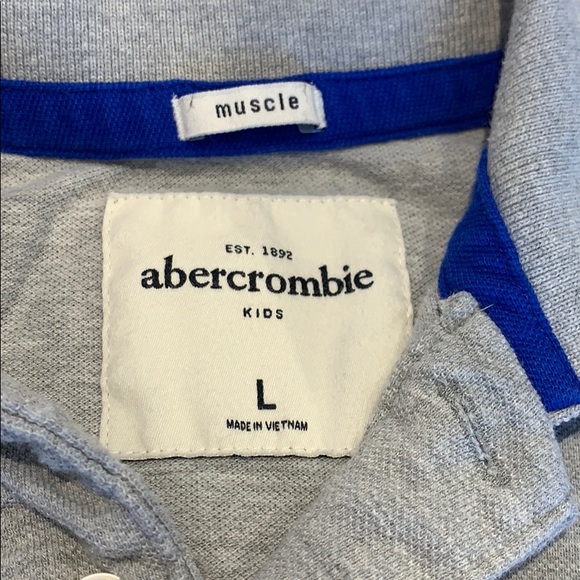 muscle
EST. 1892
abercrombie
KIDS
L
MADE IN VIETNAM